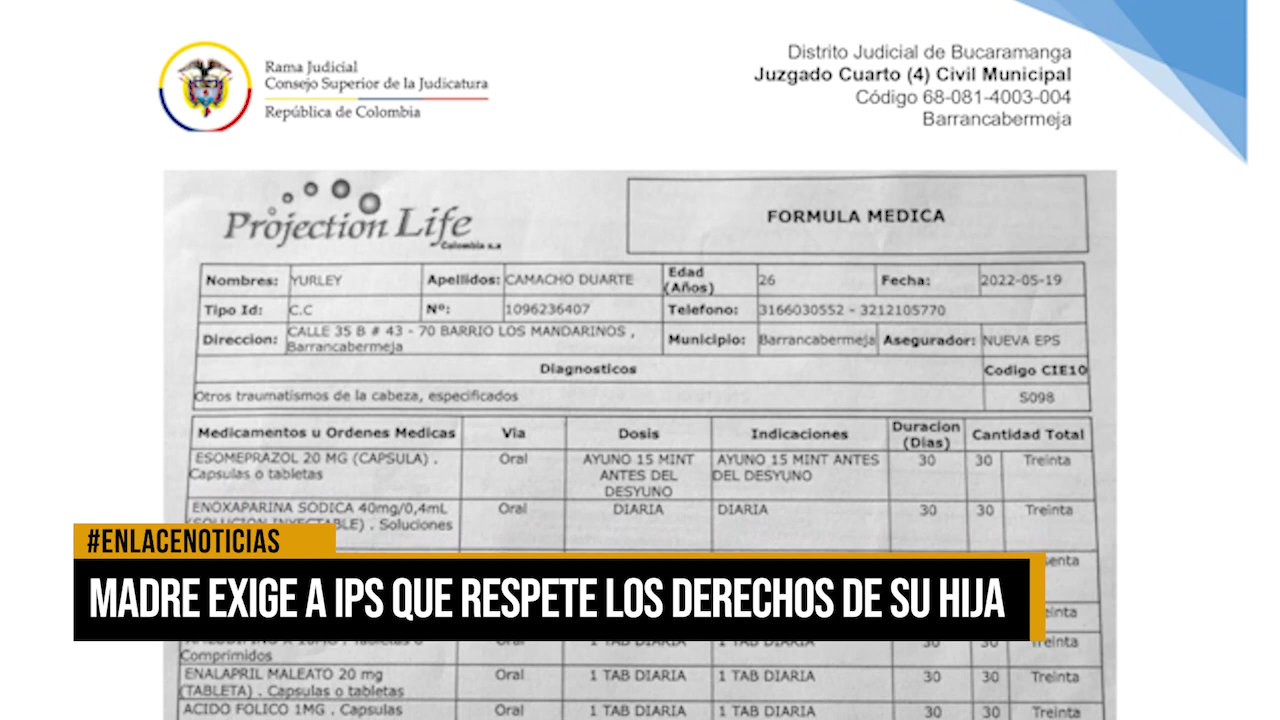 Rama Judicial
Consejo Superior de la Judicatura
República de Colombia
Distrito Judicial de Bucaramanga
Juzgado Cuarto (4) Civil Municipal
Código 68-081-4003-004
Barrancabermeja
Projection Life
Colombia s.a
FORMULA MEDICA
Nombres: YURLEY Apellidos: CAMACHO DUARTE Edad (Años) 26 Fecha: 2022-05-19
Tipo Id: C.C Nº: 1096236407 Telefono: 3166030552 - 3212105770
Direccion: CALLE 35 B # 43 - 70 BARRIO LOS MANDARINOS , Barrancabermeja Municipio: Barrancabermeja Asegurador: NUEVA EPS
Diagnosticos Codigo CIE10
Otros traumatismos de la cabeza, especificados S098
Medicamentos u Ordenes Medicas Via Dosis Indicaciones Duracion (Dias) Cantidad Total
ESOMEPRAZOL 20 MG (CAPSULA) . Oral AYUNO 15 MINT AYUNO 15 MINT ANTES 30 30 Treinta
Capsulas o tabletas ANTES DEL DEL DESYUNO
DESYUNO
ENOXAPARINA SODICA 40mg/0,4mL Oral DIARIA DIARIA 30 30 Treinta
(SOLUCION INYECTABLE) . Soluciones
#ENLACENOTICIAS
MADRE EXIGE A IPS QUE RESPETE LOS DERECHOS DE SU HIJA
1 TAB DIARIA 1 TAB DIARIA 30 30 Treinta
Comprimidos
ENALAPRIL MALEATO 20 mg Oral 1 TAB DIARIA 1 TAB DIARIA 30 30 Treinta
(TABLETA) . Capsulas o tabletas
ACIDO FOLICO 1MG . Capsulas Oral 1 TAB DIARIA 1 TAB DIARIA 30 30 Treinta